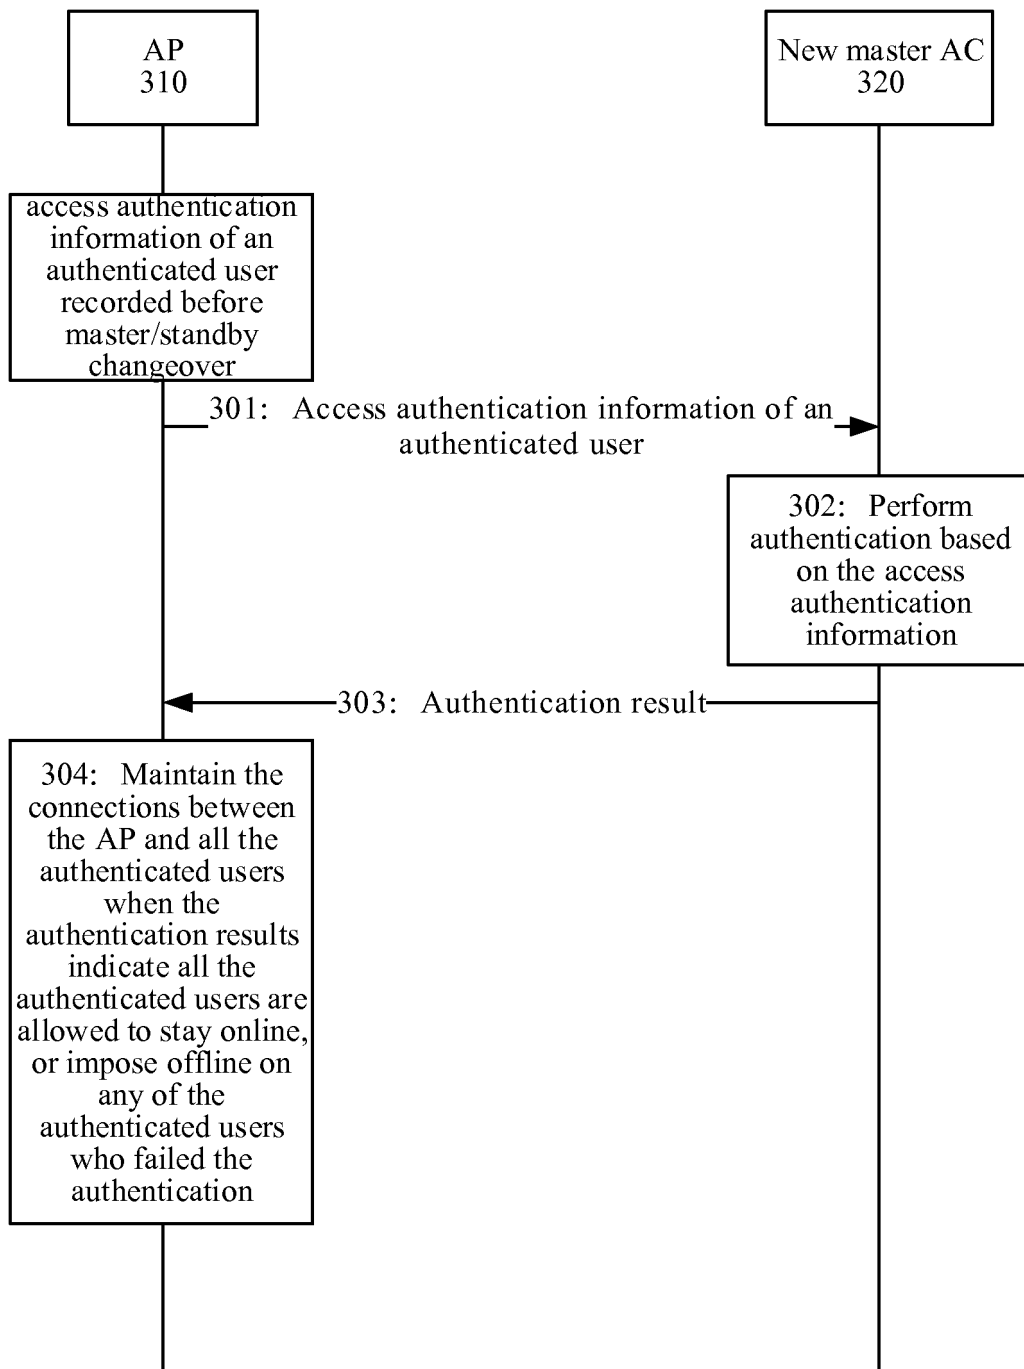 AP
310
New master AC
320
access authentication
information of an
authenticated user
recorded before
master/standby
changeover
301: Access authentication information of an
authenticated user
302: Perform
authentication based
on the access
authentication
information
303: Authentication result
304: Maintain the
connections between
the AP and all the
authenticated users
when the
authentication results
indicate all the
authenticated users are
allowed to stay online,
or impose offline on
any of the
authenticated users
who failed the
authentication